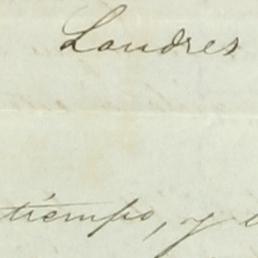 Londres
tiempo, y